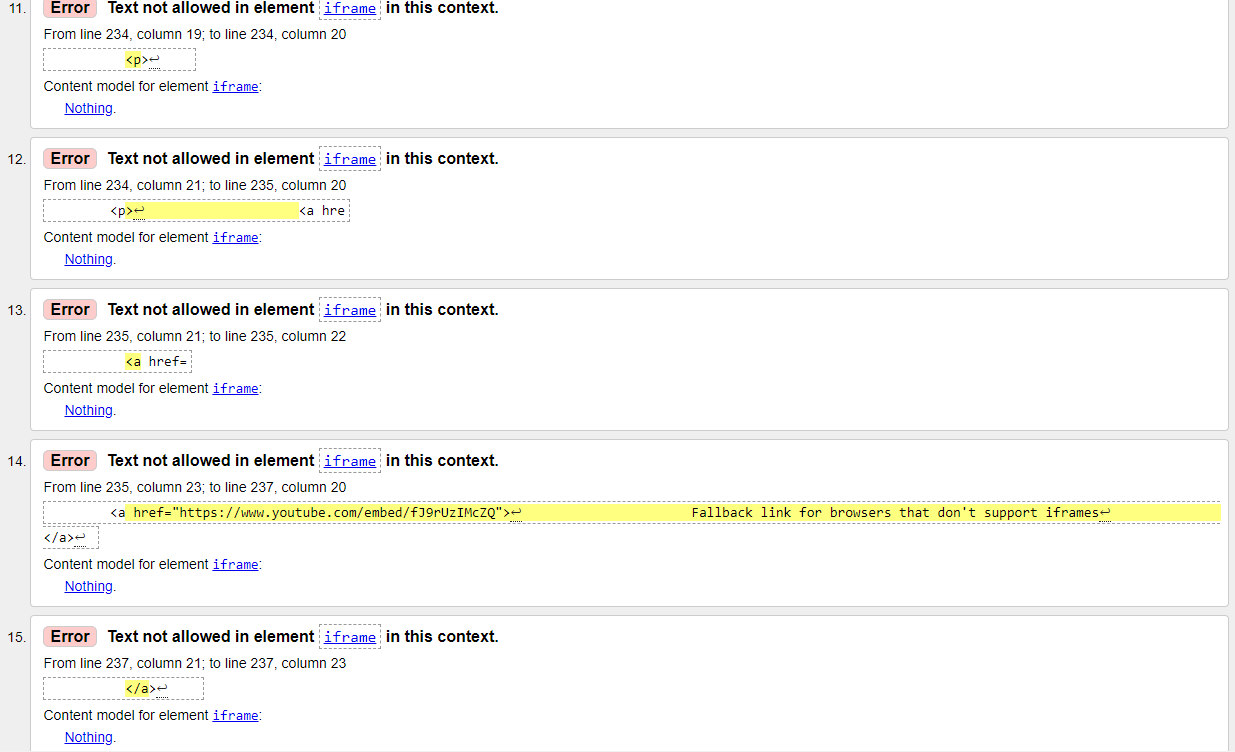 11. Error Text not allowed in element iframe in this context.
From line 234, column 19; to line 234, column 20
<p>↩
Content model for element iframe:
Nothing.
12. Error Text not allowed in element iframe in this context.
From line 234, column 21; to line 235, column 20
<p>↩ <a hre
Content model for element iframe:
Nothing.
13. Error Text not allowed in element iframe in this context.
From line 235, column 21; to line 235, column 22
<a href=
Content model for element iframe:
Nothing.
14. Error Text not allowed in element iframe in this context.
From line 235, column 23; to line 237, column 20
<a href="https://www.youtube.com/embed/fJ9rUzIMcZQ">↩ Fallback link for browsers that don't support iframes↩
</a>↩
Content model for element iframe:
Nothing.
15. Error Text not allowed in element iframe in this context.
From line 237, column 21; to line 237, column 23
</a>↩
Content model for element iframe:
Nothing.